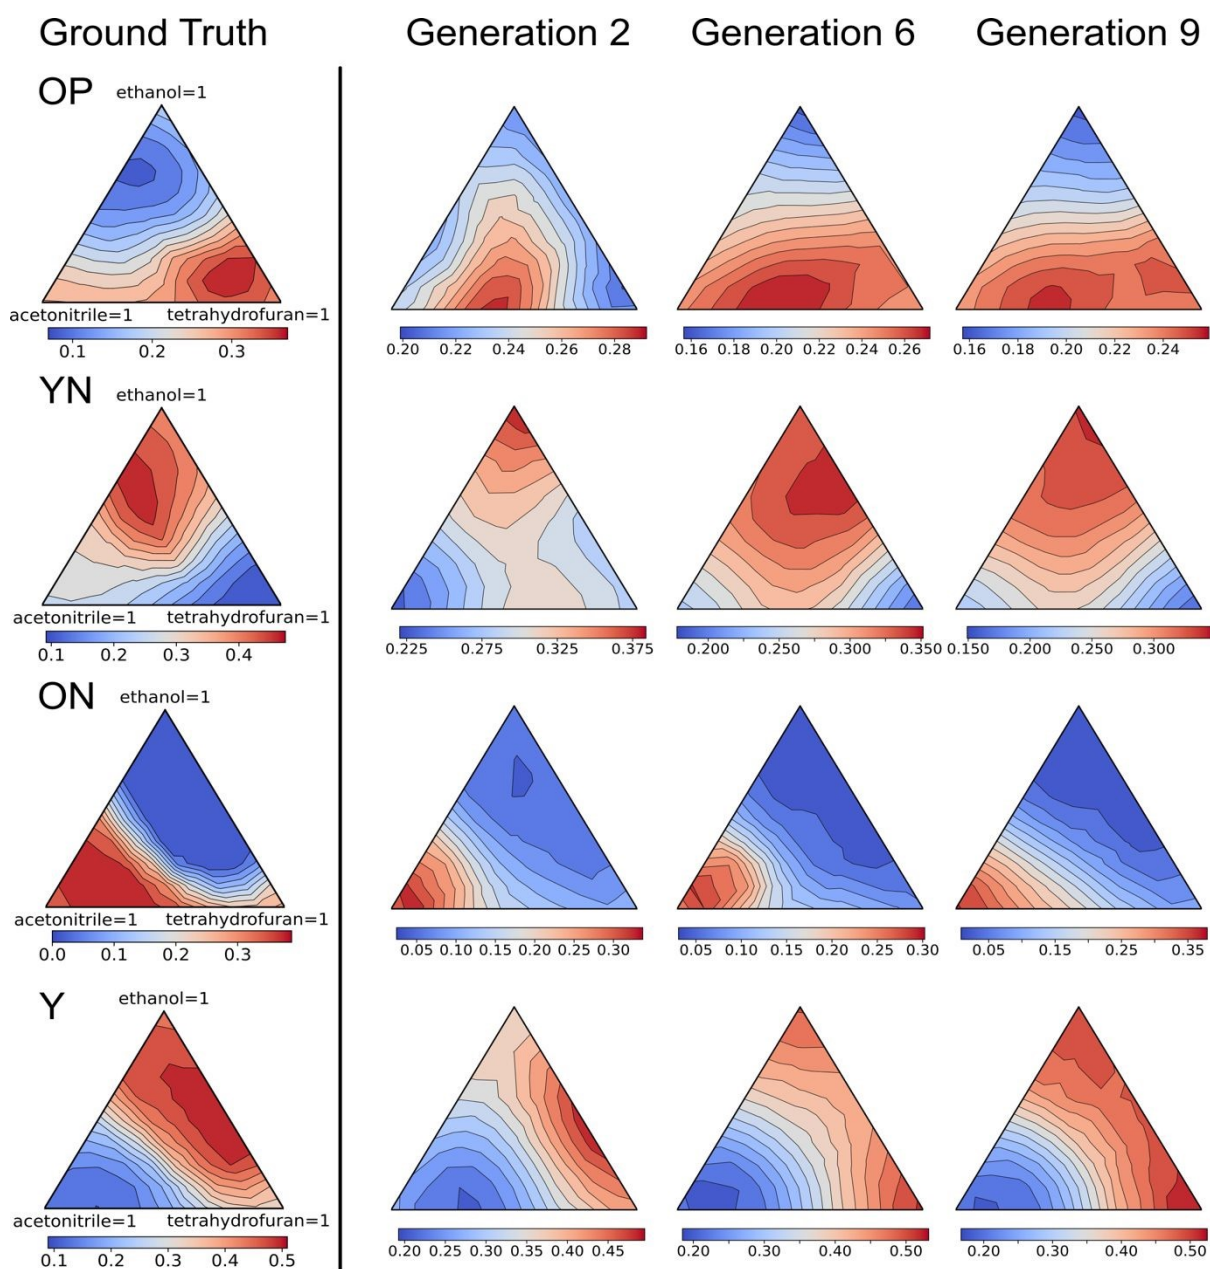 Ground Truth Generation 2 Generation 6 Generation 9
OP
ethanol=1
acetonitrile=1 tetrahydrofuran=1
0.1 0.2 0.3
0.20 0.22 0.24 0.26 0.28
0.16 0.18 0.20 0.22 0.24 0.26
0.16 0.18 0.20 0.22 0.24
YN
ethanol=1
acetonitrile=1 tetrahydrofuran=1
0.1 0.2 0.3 0.4
0.225 0.275 0.325 0.375
0.200 0.250 0.300 0.350
0.150 0.200 0.250 0.300
ON
ethanol=1
acetonitrile=1 tetrahydrofuran=1
0.0 0.1 0.2 0.3
0.05 0.10 0.15 0.20 0.25 0.30
0.05 0.10 0.15 0.20 0.25 0.30
0.05 0.15 0.25 0.35
Y
ethanol=1
acetonitrile=1 tetrahydrofuran=1
0.1 0.2 0.3 0.4 0.5
0.20 0.25 0.30 0.35 0.40 0.45
0.20 0.30 0.40 0.50
0.20 0.30 0.40 0.50